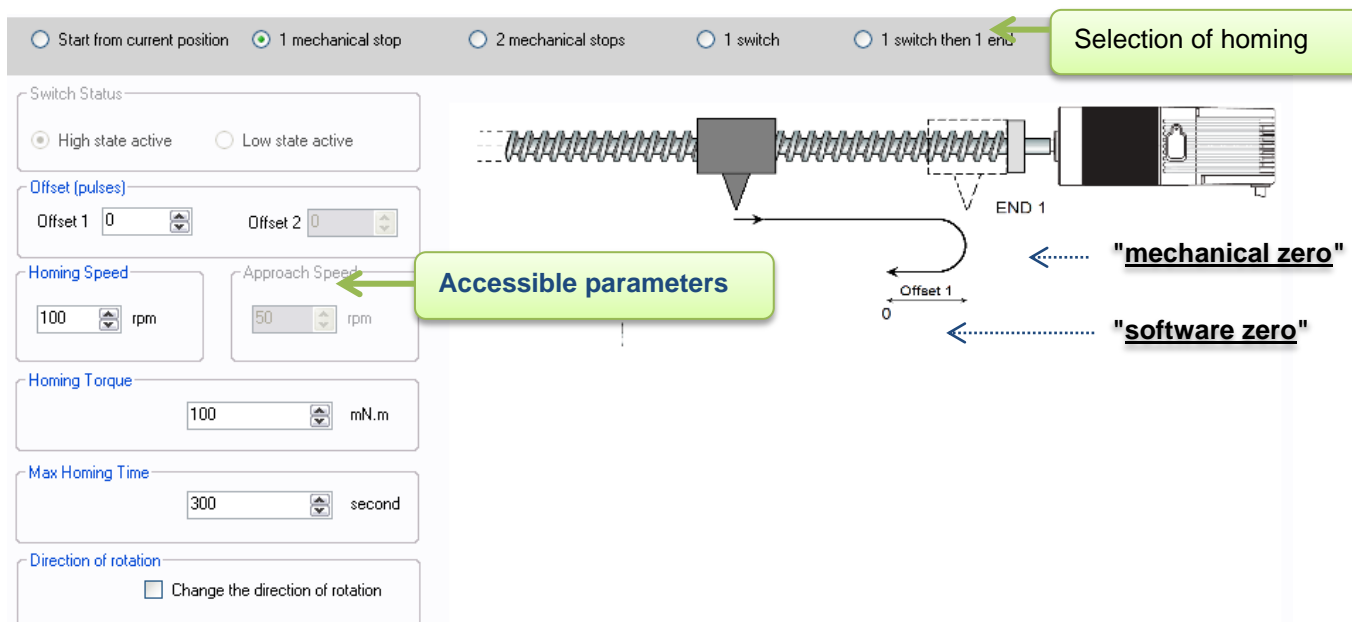 Start from current position 1 mechanical stop 2 mechanical stops 1 switch 1 switch then 1 end
Selection of homing
Switch Status
High state active Low state active
Offset (pulses)
Offset 1 0 Offset 2 0
Homing Speed Approach Speed
100 rpm 50 rpm
Accessible parameters
Homing Torque
100 mN.m
Max Homing Time
300 second
Direction of rotation
Change the direction of rotation
END 1
"mechanical zero"
Offset 1
0
"software zero"